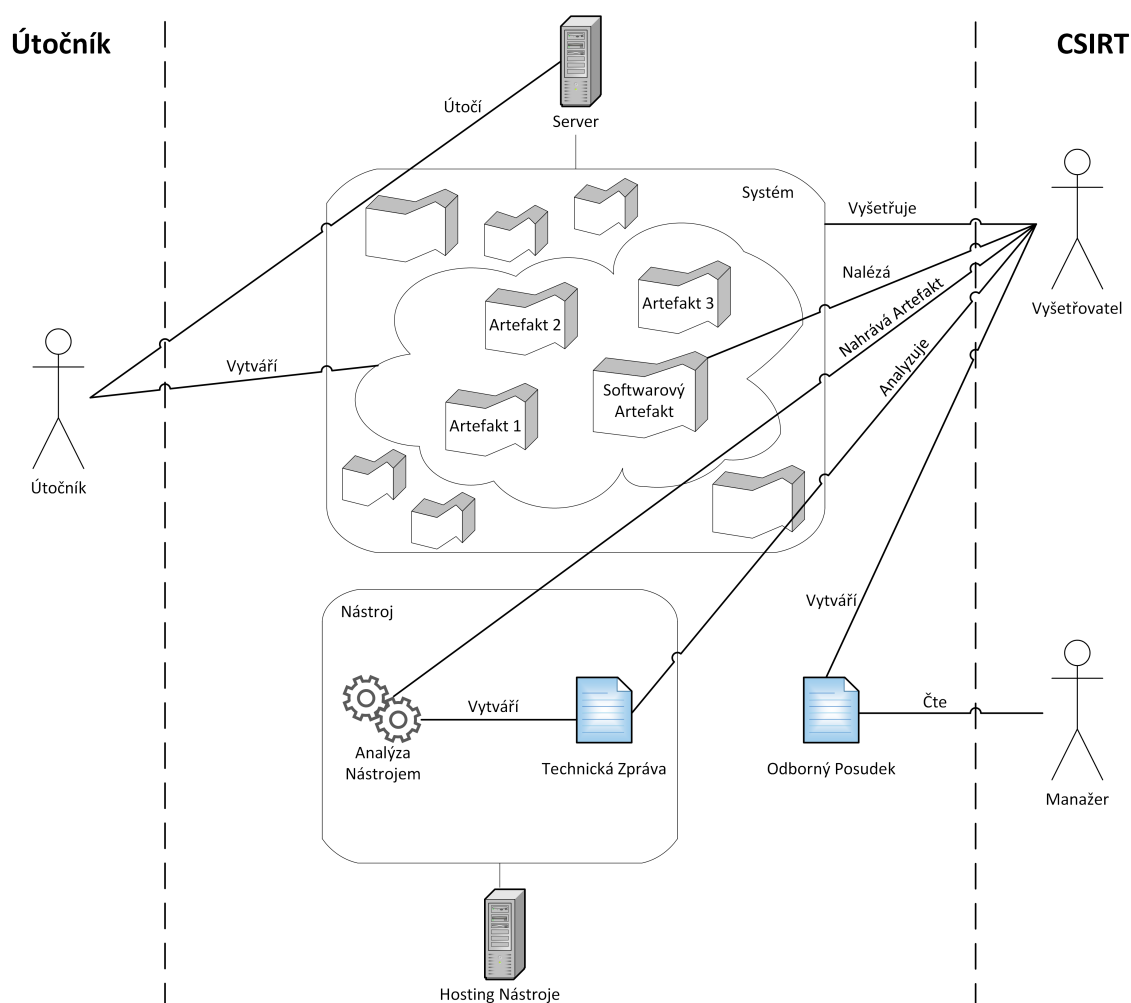 Útočník
CSIRT
Server
Útočí
Systém
Vyšetřuje
Nalézá
Nahrává Artefakt
Analyzuje
Vyšetřovatel
Artefakt 3
Artefakt 2
Softwarový
Artefakt
Artefakt 1
Vytváří
Útočník
Nástroj
Vytváří
Vytváří
Čte
Analýza
Nástrojem
Technická Zpráva
Odborný Posudek
Manažer
Hosting Nástroje